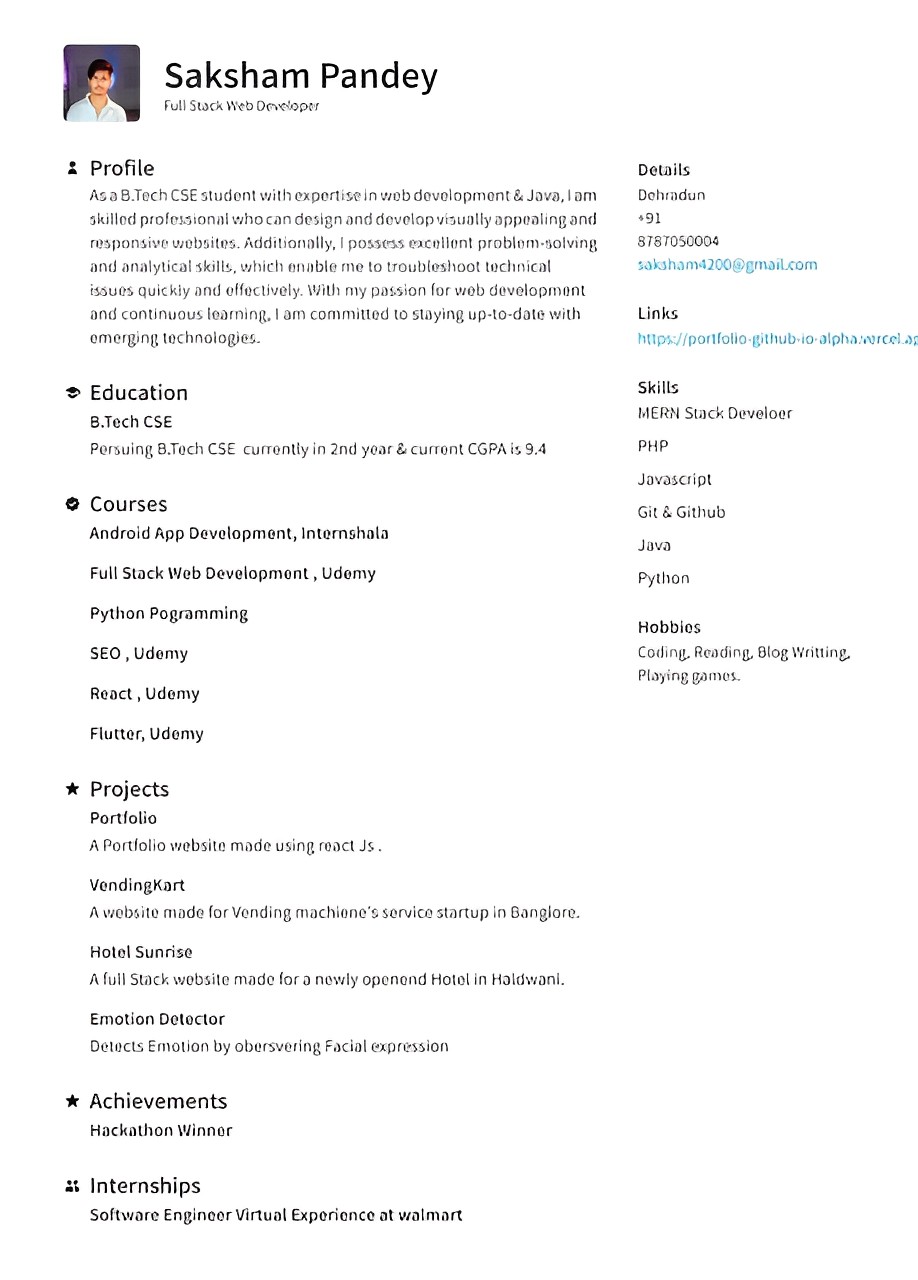 Saksham Pandey
Full Stack Web Developer
Profile
As a B.Tech CSE student with expertise in web development & Java, I am
skilled professional who can design and develop visually appealing and
responsive websites. Additionally, I possess excellent problem-solving
and analytical skills, which enable me to troubleshoot technical
issues quickly and effectively. With my passion for web development
and continuous learning, I am committed to staying up-to-date with
emerging technologies.
Education
B.Tech CSE
Persuing B.Tech CSE currently in 2nd year & current CGPA is 9.4
Courses
Android App Development, Internshala
Full Stack Web Development , Udemy
Python Pogramming
SEO , Udemy
React , Udemy
Flutter, Udemy
Projects
Portfolio
A Portfolio website made using react Js .
VendingKart
A website made for Vending machione's service startup in Banglore.
Hotel Sunrise
A full Stack website made for a newly openend Hotel in Haldwani.
Emotion Detector
Detects Emotion by obersvering Facial expression
Achievements
Hackathon Winner
Internships
Software Engineer Virtual Experience at walmart
Details
Dehradun
+91
8787050004
saksham4200@gmail.com
Links
https://portfolio-github-io-alpha.vercel.ap
Skills
MERN Stack Develoer
PHP
Javascript
Git & Github
Java
Python
Hobbies
Coding, Reading, Blog Writting,
Playing games.